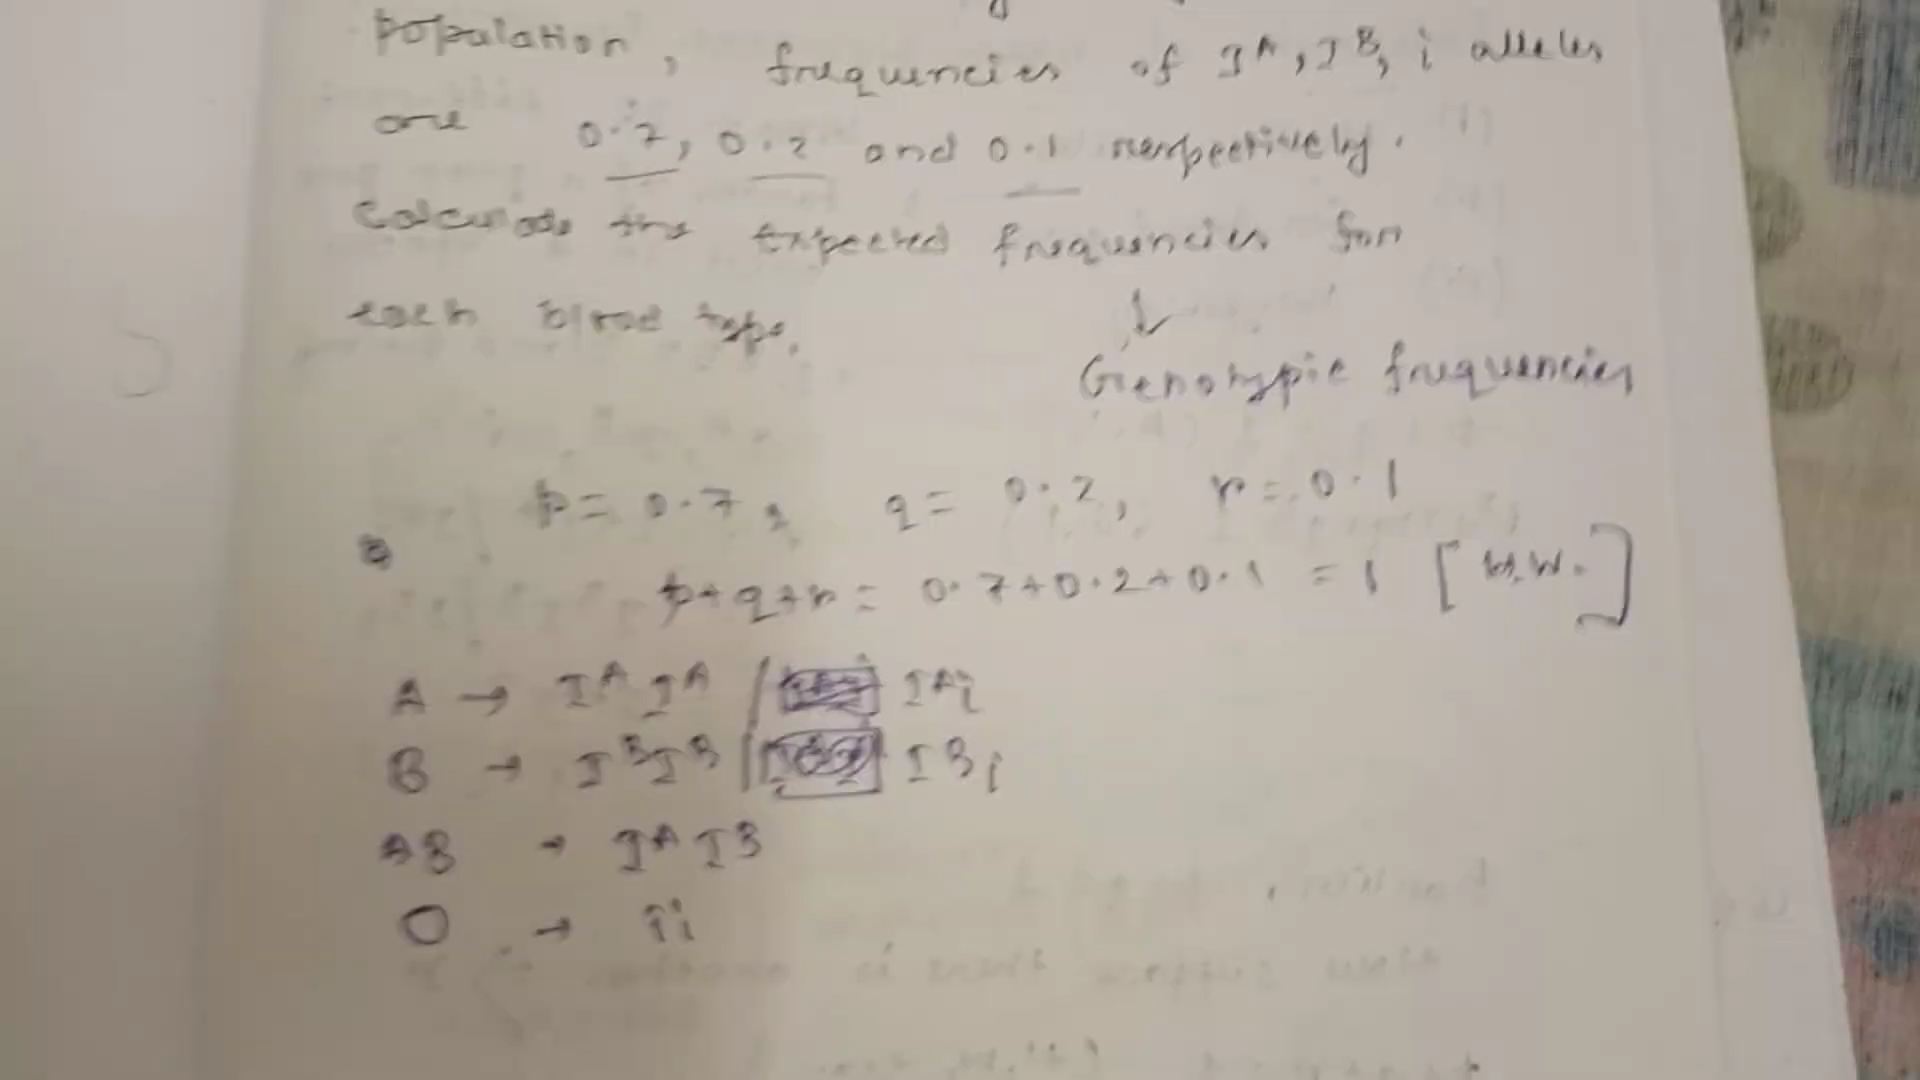 population, frequencies of I^A, I^B, i alleles
are 0.7, 0.2 and 0.1 respectively.
Calculate the expected frequencies for
each blood type.
↓
Genotypic frequencies
p = 0.7, q = 0.2, r = 0.1
p+q+r = 0.7+0.2+0.1 = 1 [H.W.]
A → I^A I^A / I^A i
B → I^B I^B / I^B i
AB → I^A I^B
O → ii